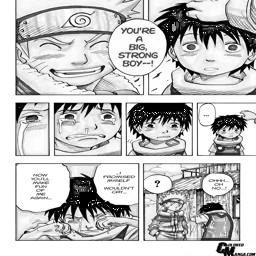 YOU'RE
A
BIG,
STRONG
BOY--!
...
NOW
YOU'LL
MAKE
FUN OF
ME
AGAIN...
I
PROMISED
MYSELF
I
WOULDN'T
CRY...
?
OHHH...
OH
NO...!
COLORED
MANGA.COM